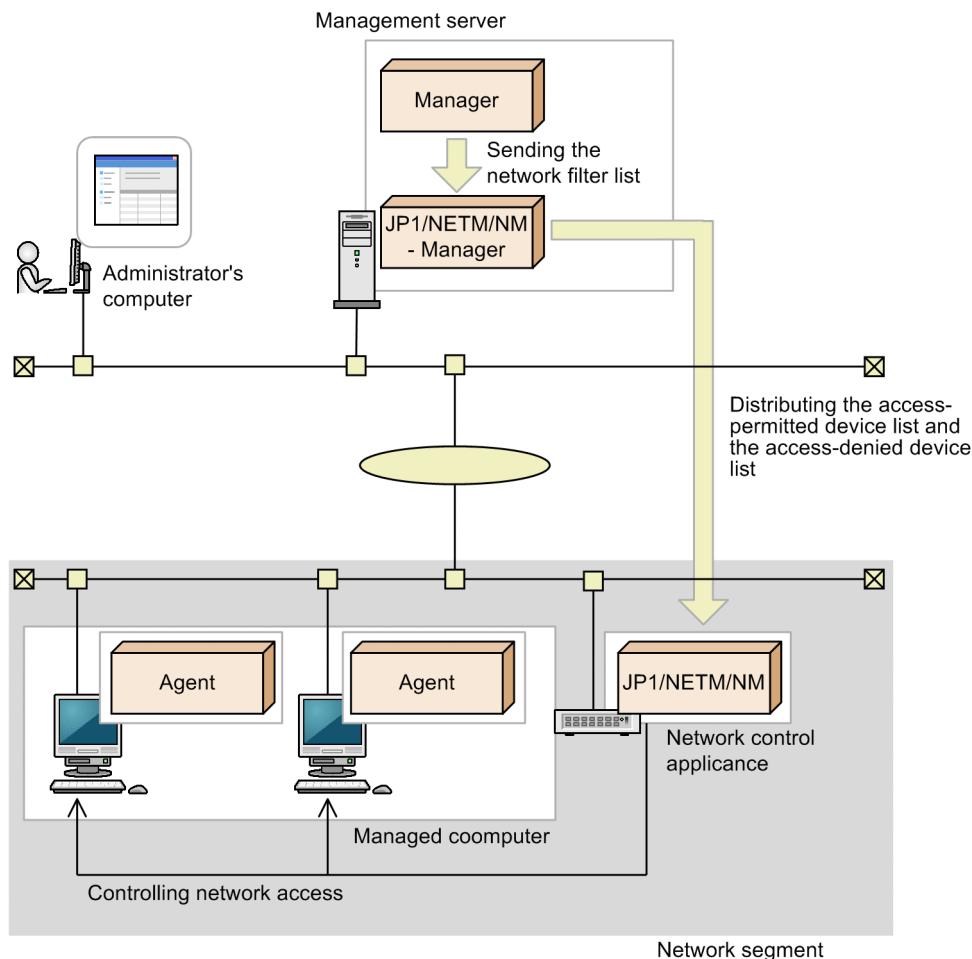 Management server
Manager
Sending the
network filter list
JP1/NETM/NM
- Manager
Administrator's
computer
Distributing the access-
permitted device list and
the access-denied device
list
Agent
Agent
JP1/NETM/NM
Network control
applicance
Managed coomputer
Controlling network access
Network segment